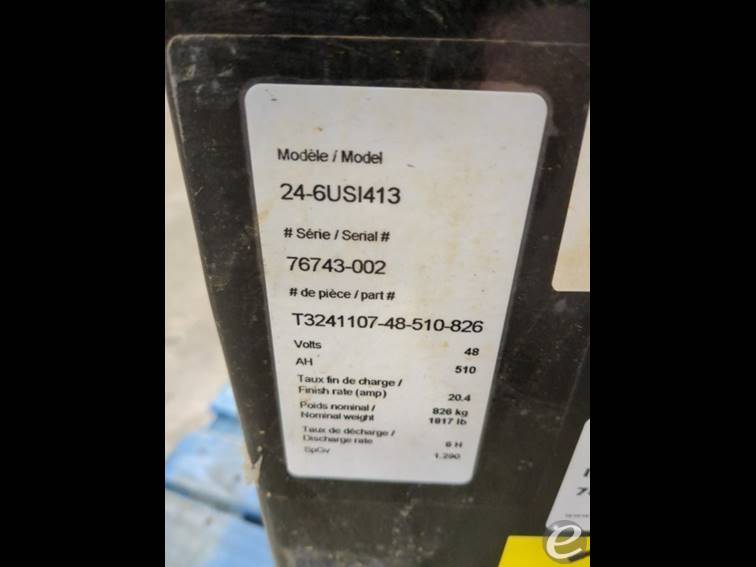 Modèle / Model
24-6USI413
# Série / Serial #
76743-002
# de pièce / part #
T3241107-48-510-826
Volts 48
AH 510
Taux fin de charge /
Finish rate (amp) 20.4
Poids nominal / 826 kg
Nominal weight 1817 lb
Taux de décharge /
Discharge rate 6 H
SpGv 1.290
e